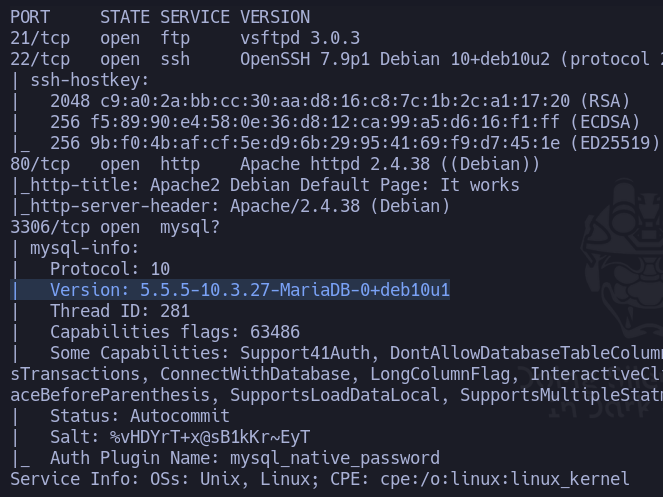 PORT     STATE SERVICE VERSION
21/tcp   open  ftp     vsftpd 3.0.3
22/tcp   open  ssh     OpenSSH 7.9p1 Debian 10+deb10u2 (protocol 2
| ssh-hostkey:
|   2048 c9:a0:2a:bb:cc:30:aa:d8:16:c8:7c:1b:2c:a1:17:20 (RSA)
|   256 f5:89:90:e4:58:0e:36:d8:12:ca:99:a5:d6:16:f1:ff (ECDSA)
|_  256 9b:f0:4b:af:cf:5e:d9:6b:29:95:41:69:f9:d7:45:1e (ED25519)
80/tcp   open  http    Apache httpd 2.4.38 ((Debian))
|_http-title: Apache2 Debian Default Page: It works
|_http-server-header: Apache/2.4.38 (Debian)
3306/tcp open  mysql?
| mysql-info:
|   Protocol: 10
|   Version: 5.5.5-10.3.27-MariaDB-0+deb10u1
|   Thread ID: 281
|   Capabilities flags: 63486
|   Some Capabilities: Support41Auth, DontAllowDatabaseTableColumn
sTransactions, ConnectWithDatabase, LongColumnFlag, InteractiveCli
aceBeforeParenthesis, SupportsLoadDataLocal, SupportsMultipleStatm
|   Status: Autocommit
|   Salt: %vHDYrT+x@sB1kKr~EyT
|_  Auth Plugin Name: mysql_native_password
Service Info: OSs: Unix, Linux; CPE: cpe:/o:linux:linux_kernel